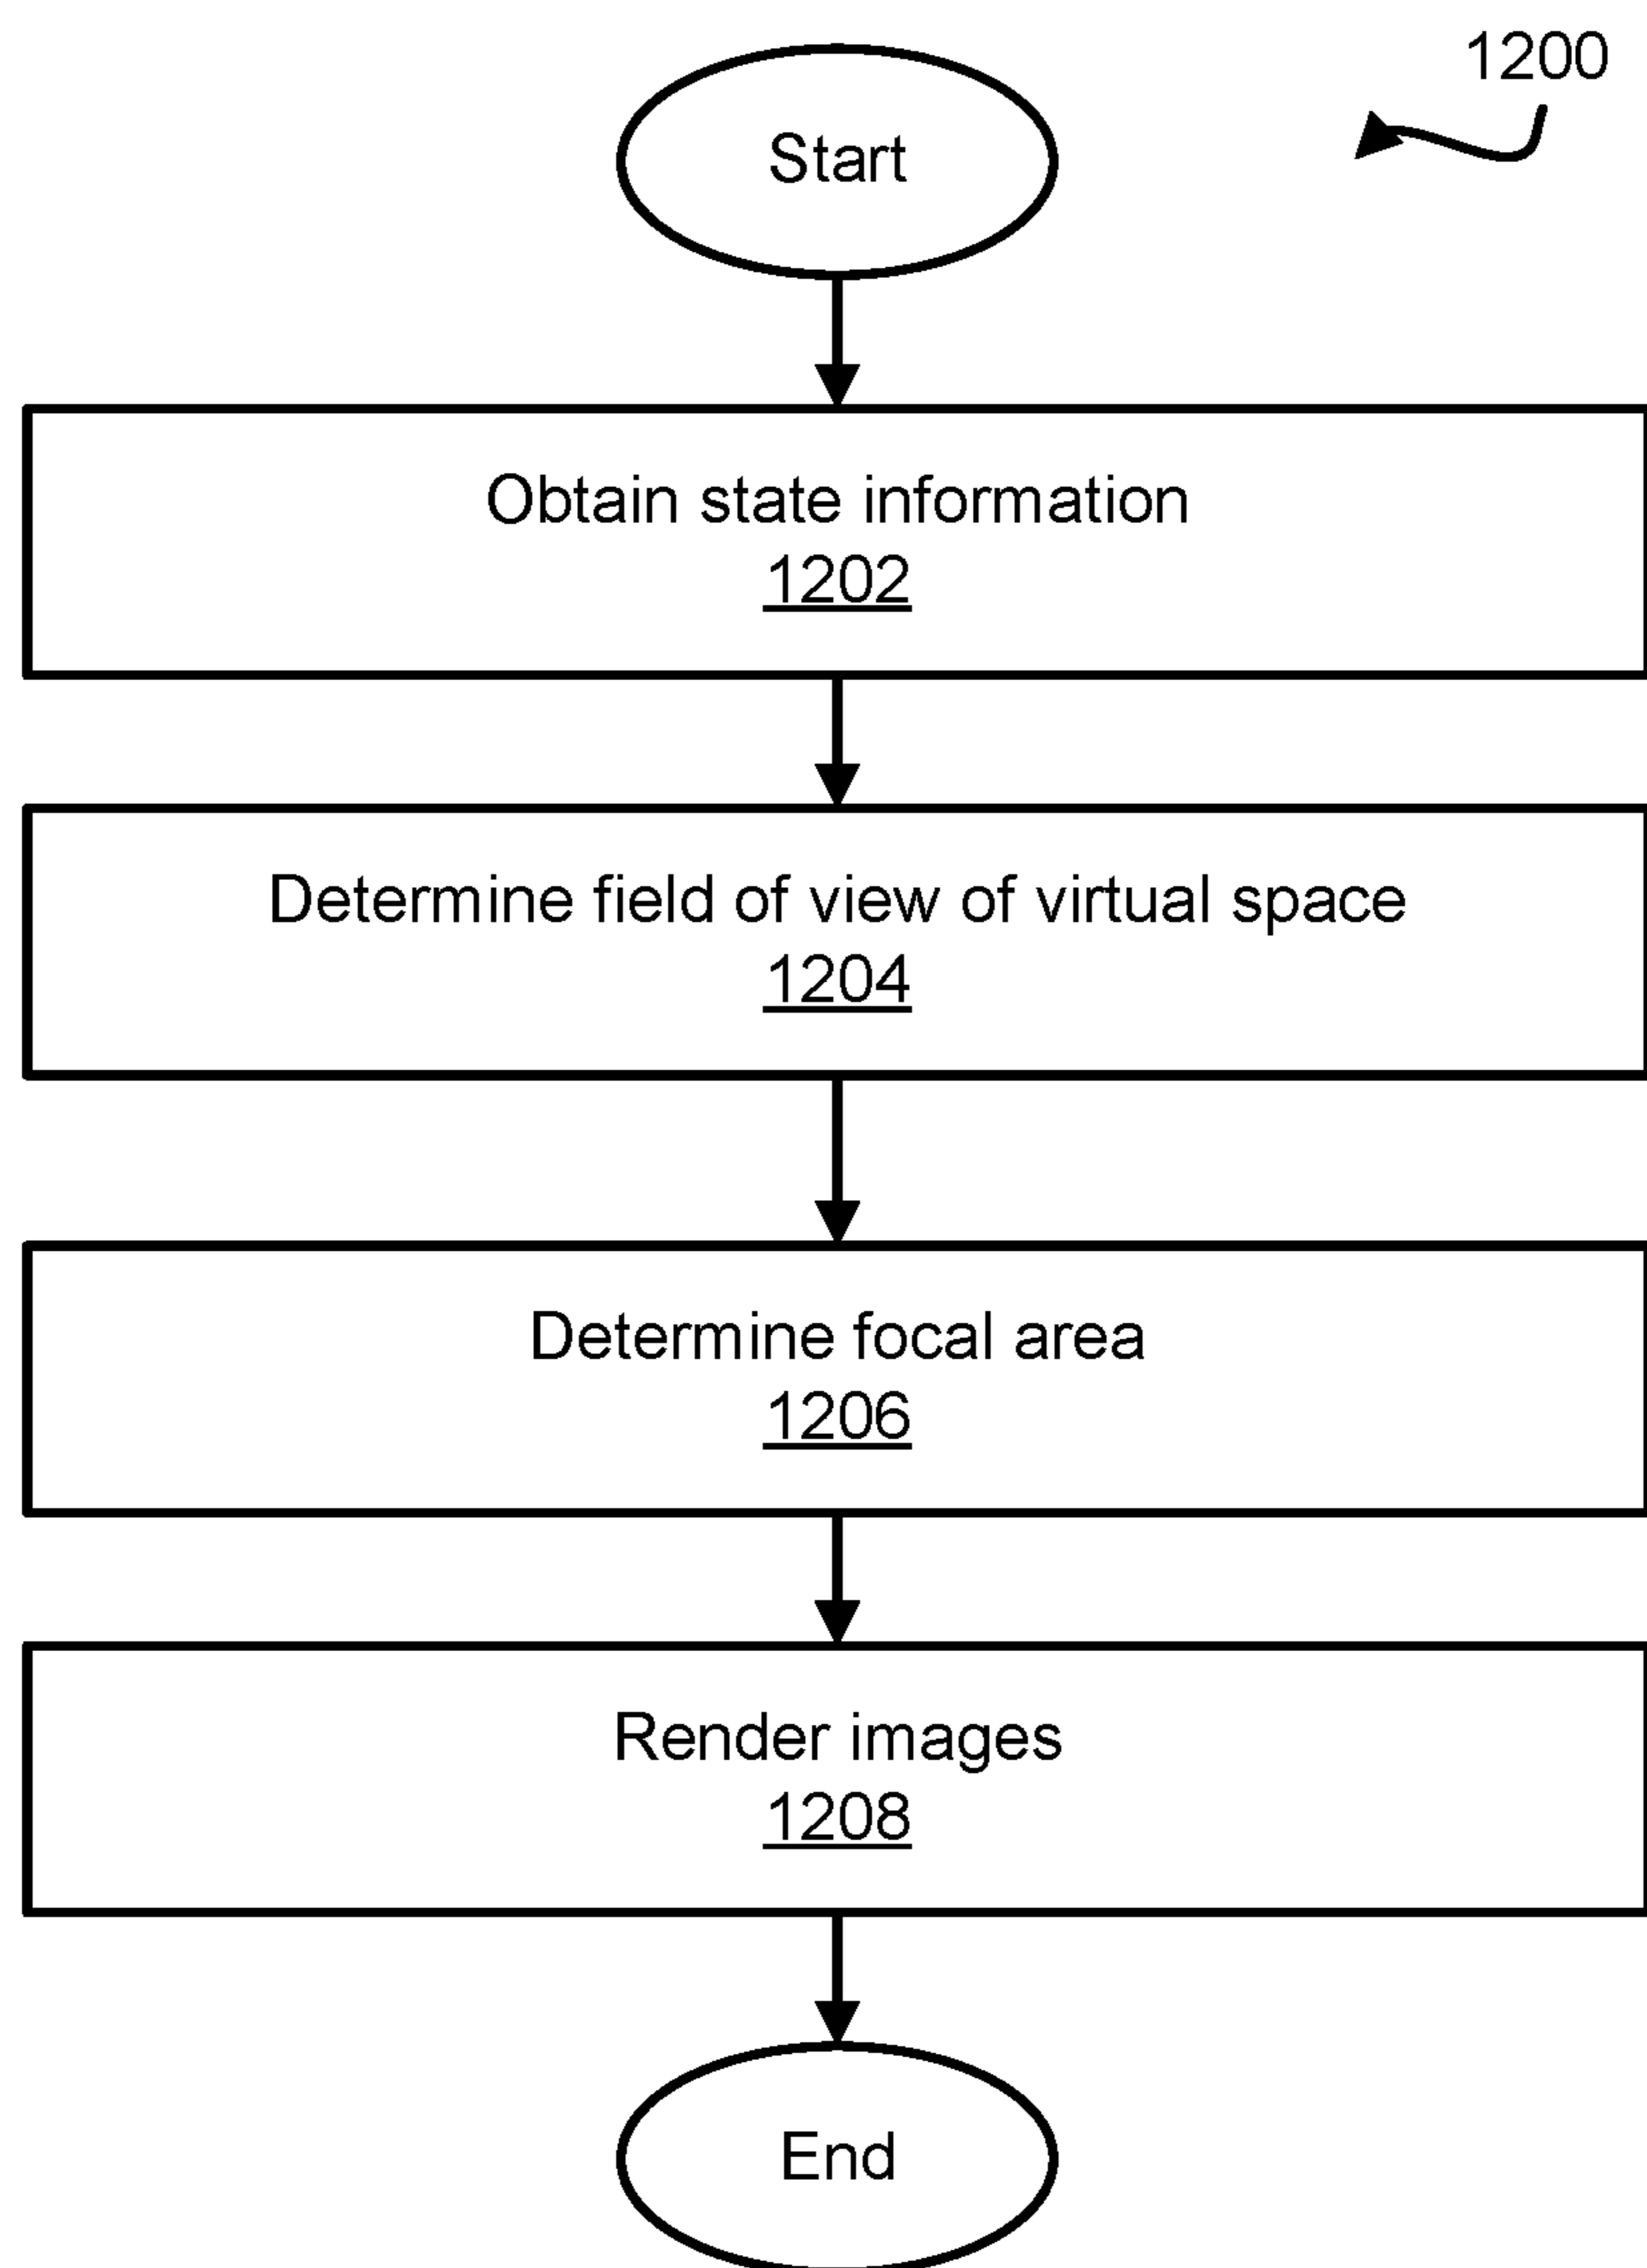 1200
Start
Obtain state information
1202
Determine field of view of virtual space
1204
Determine focal area
1206
Render images
1208
End